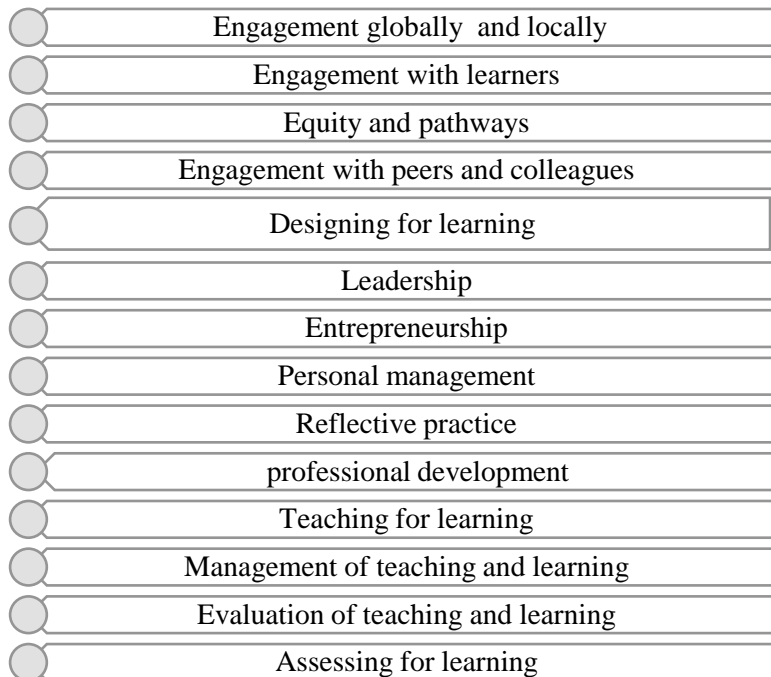 Engagement globally and locally
Engagement with learners
Equity and pathways
Engagement with peers and colleagues
Designing for learning
Leadership
Entrepreneurship
Personal management
Reflective practice
professional development
Teaching for learning
Management of teaching and learning
Evaluation of teaching and learning
Assessing for learning